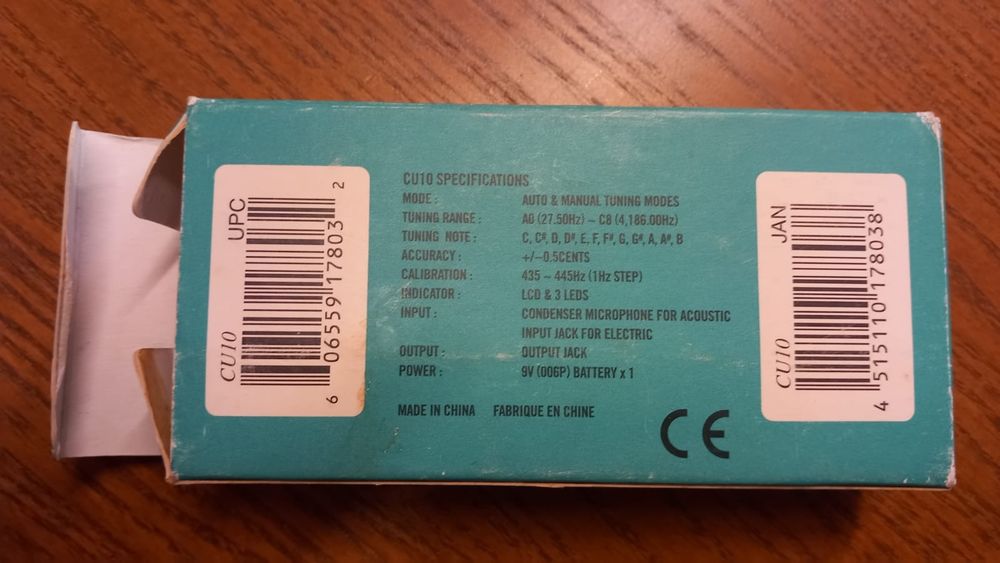 CU10 SPECIFICATIONS
MODE : AUTO & MANUAL TUNING MODES
TUNING RANGE : A0 (27.50Hz) ~ C8 (4,186.00Hz)
TUNING NOTE : C, C#, D, D#, E, F, F#, G, G#, A, A#, B
ACCURACY : +/-0.5CENTS
CALIBRATION : 435 ~ 445Hz (1Hz STEP)
INDICATOR : LCD & 3 LEDS
INPUT : CONDENSER MICROPHONE FOR ACOUSTIC
INPUT JACK FOR ELECTRIC
OUTPUT : OUTPUT JACK
POWER : 9V (006P) BATTERY x 1
MADE IN CHINA FABRIQUE EN CHINE
CE
CU10
UPC
6 06559 17803 2
CU10
JAN
4 515110 178038